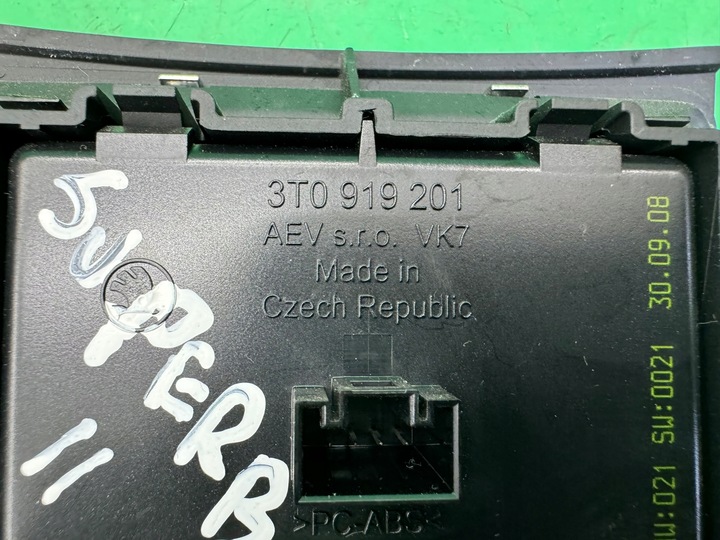 3T0 919 201
AEV s.r.o. VK7
Made in
Czech Republic
>PC-ABS<
SUPERB
II
:021 SW:0021 30.09.08